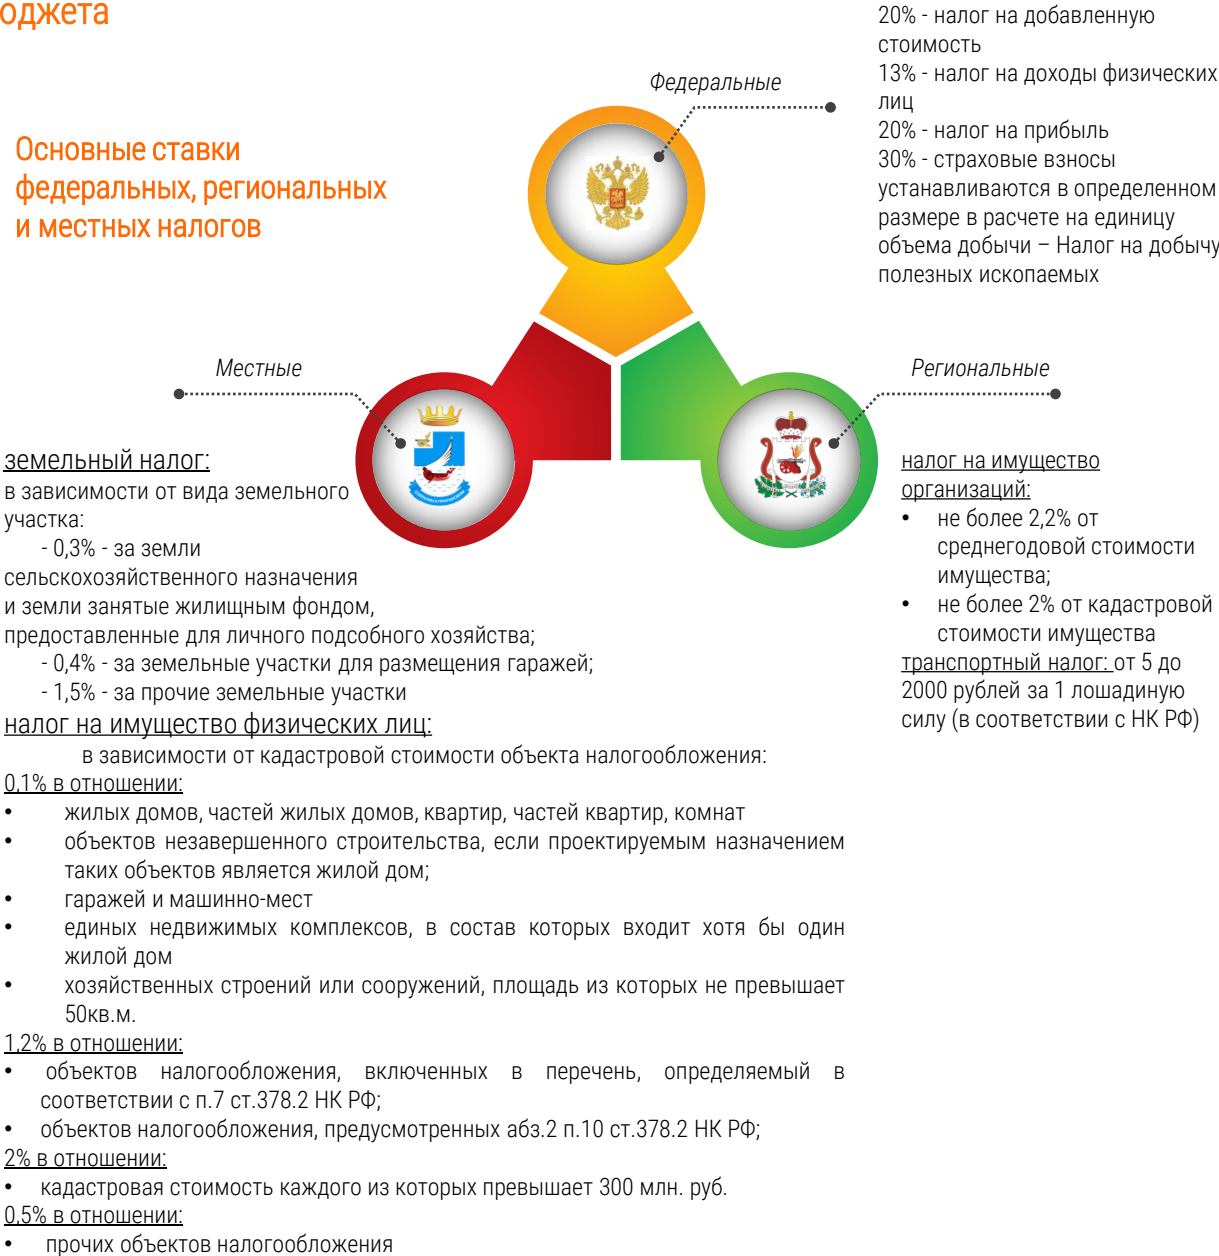 юджета
Основные ставки
федеральных, региональных
и местных налогов
Федеральные
20% - налог на добавленную
стоимость
13% - налог на доходы физических
лиц
20% - налог на прибыль
30% - страховые взносы
устанавливаются в определенном
размере в расчете на единицу
объема добычи – Налог на добычу
полезных ископаемых
Местные
земельный налог:
в зависимости от вида земельного
участка:
- 0,3% - за земли
сельскохозяйственного назначения
и земли занятые жилищным фондом,
предоставленные для личного подсобного хозяйства;
- 0,4% - за земельные участки для размещения гаражей;
- 1,5% - за прочие земельные участки
налог на имущество физических лиц:
в зависимости от кадастровой стоимости объекта налогообложения:
0,1% в отношении:
• жилых домов, частей жилых домов, квартир, частей квартир, комнат
• объектов незавершенного строительства, если проектируемым назначением
таких объектов является жилой дом;
• гаражей и машинно-мест
• единых недвижимых комплексов, в состав которых входит хотя бы один
жилой дом
• хозяйственных строений или сооружений, площадь из которых не превышает
50кв.м.
1,2% в отношении:
• объектов налогообложения, включенных в перечень, определяемый в
соответствии с п.7 ст.378.2 НК РФ;
• объектов налогообложения, предусмотренных абз.2 п.10 ст.378.2 НК РФ;
2% в отношении:
• кадастровая стоимость каждого из которых превышает 300 млн. руб.
0,5% в отношении:
• прочих объектов налогообложения
Региональные
налог на имущество
организаций:
• не более 2,2% от
среднегодовой стоимости
имущества;
• не более 2% от кадастровой
стоимости имущества
транспортный налог: от 5 до
2000 рублей за 1 лошадиную
силу (в соответствии с НК РФ)